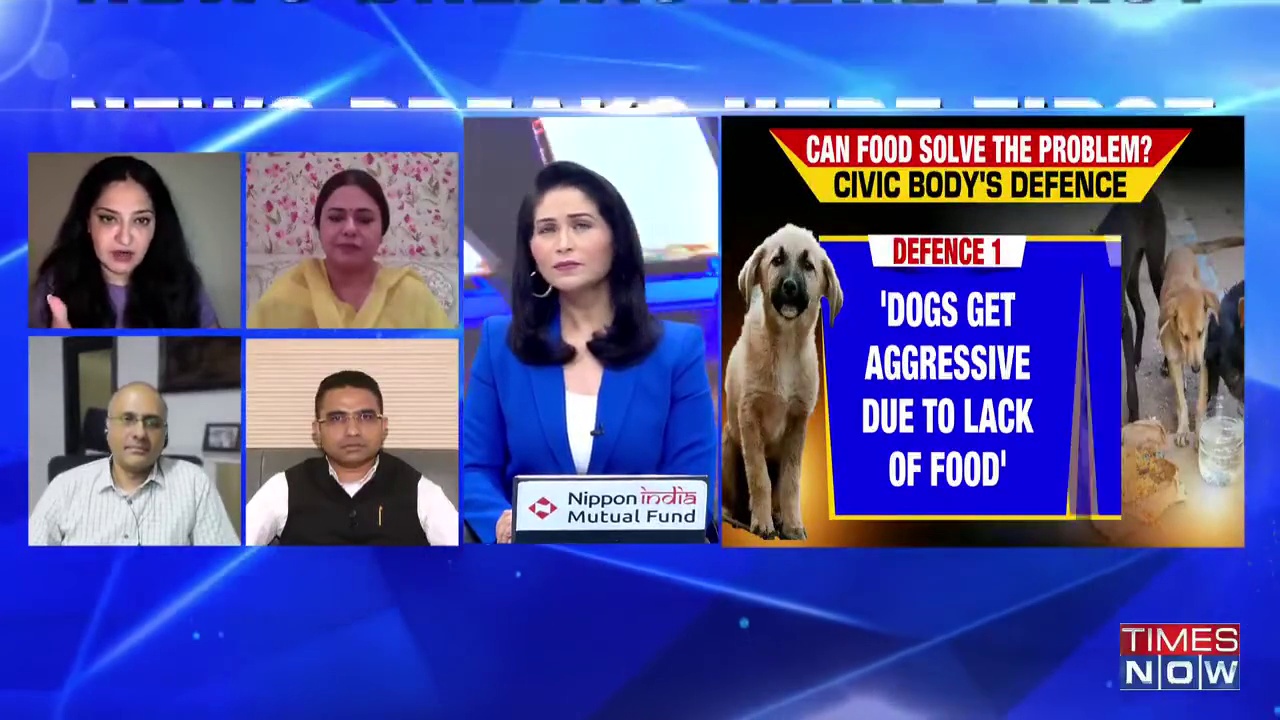 CAN FOOD SOLVE THE PROBLEM?
CIVIC BODY'S DEFENCE
DEFENCE 1
'DOGS GET
AGGRESSIVE
DUE TO LACK
OF FOOD'
Nippon india
Mutual Fund
TIMES
NOW